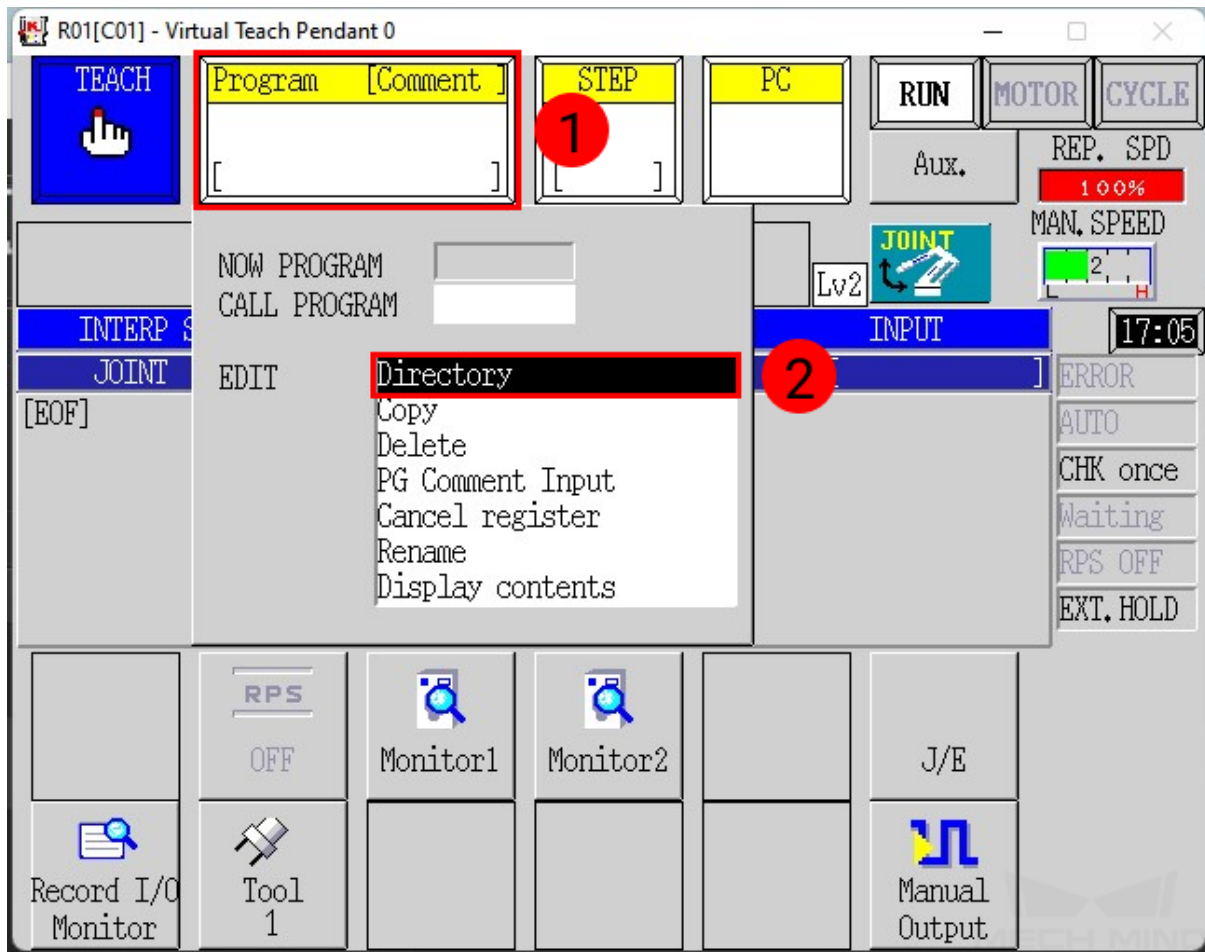 R01[C01] - Virtual Teach Pendant 0
TEACH
Program [Comment ]
[ ]
1
STEP
[ ]
PC
RUN
MOTOR
CYCLE
Aux.
REP. SPD
100%
MAN. SPEED
2
L H
JOINT
Lv2
NOW PROGRAM
CALL PROGRAM
INTERP S
INPUT
17:05
JOINT
[ ]
[EOF]
EDIT
Directory
2
Copy
Delete
PG Comment Input
Cancel register
Rename
Display contents
ERROR
AUTO
CHK once
Waiting
RPS OFF
EXT. HOLD
RPS
OFF
Monitor1
Monitor2
J/E
Record I/O
Monitor
Tool
1
Manual
Output
MECH MIND